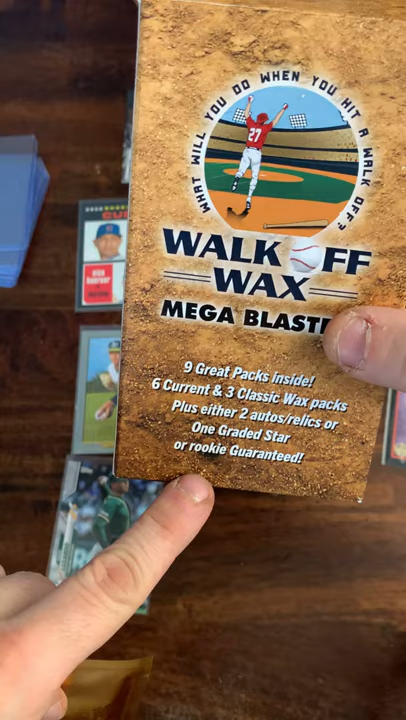 WHAT WILL YOU DO WHEN YOU HIT A WALK OFF?
27
WALK OFF
WAX
MEGA BLAST
9 Great Packs inside!
6 Current & 3 Classic Wax packs
Plus either 2 autos/relics or
One Graded Star
or rookie Guaranteed!